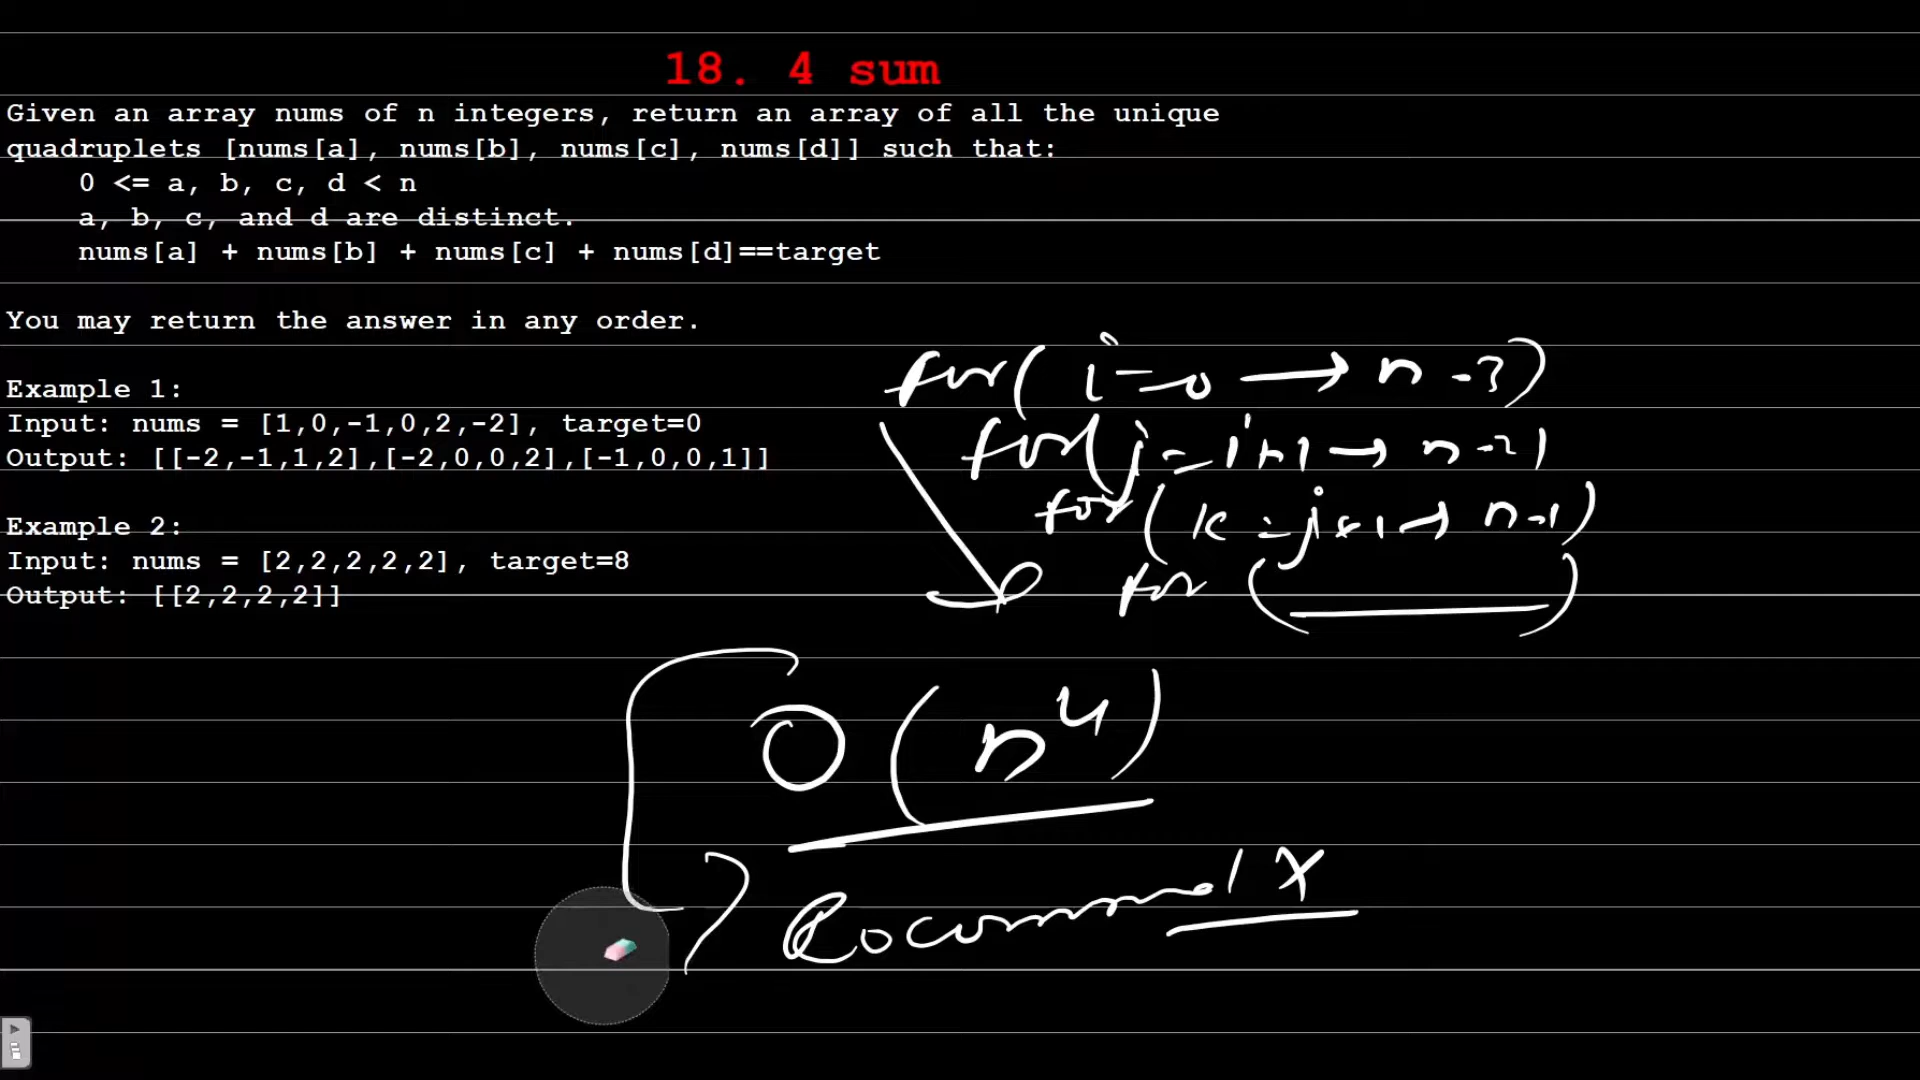 18. 4 sum
Given an array nums of n integers, return an array of all the unique
quadruplets [nums[a], nums[b], nums[c], nums[d]] such that:
0 <= a, b, c, d < n
a, b, c, and d are distinct.
nums[a] + nums[b] + nums[c] + nums[d]==target
You may return the answer in any order.
Example 1:
Input: nums = [1,0,-1,0,2,-2], target=0
Output: [[-2,-1,1,2],[-2,0,0,2],[-1,0,0,1]]
Example 2:
Input: nums = [2,2,2,2,2], target=8
Output: [[2,2,2,2]]
for( i=0 → n-3)
for(j=i+1 → n-2)
for( k=j+1 → n-1)
for ( )
O(n⁴)